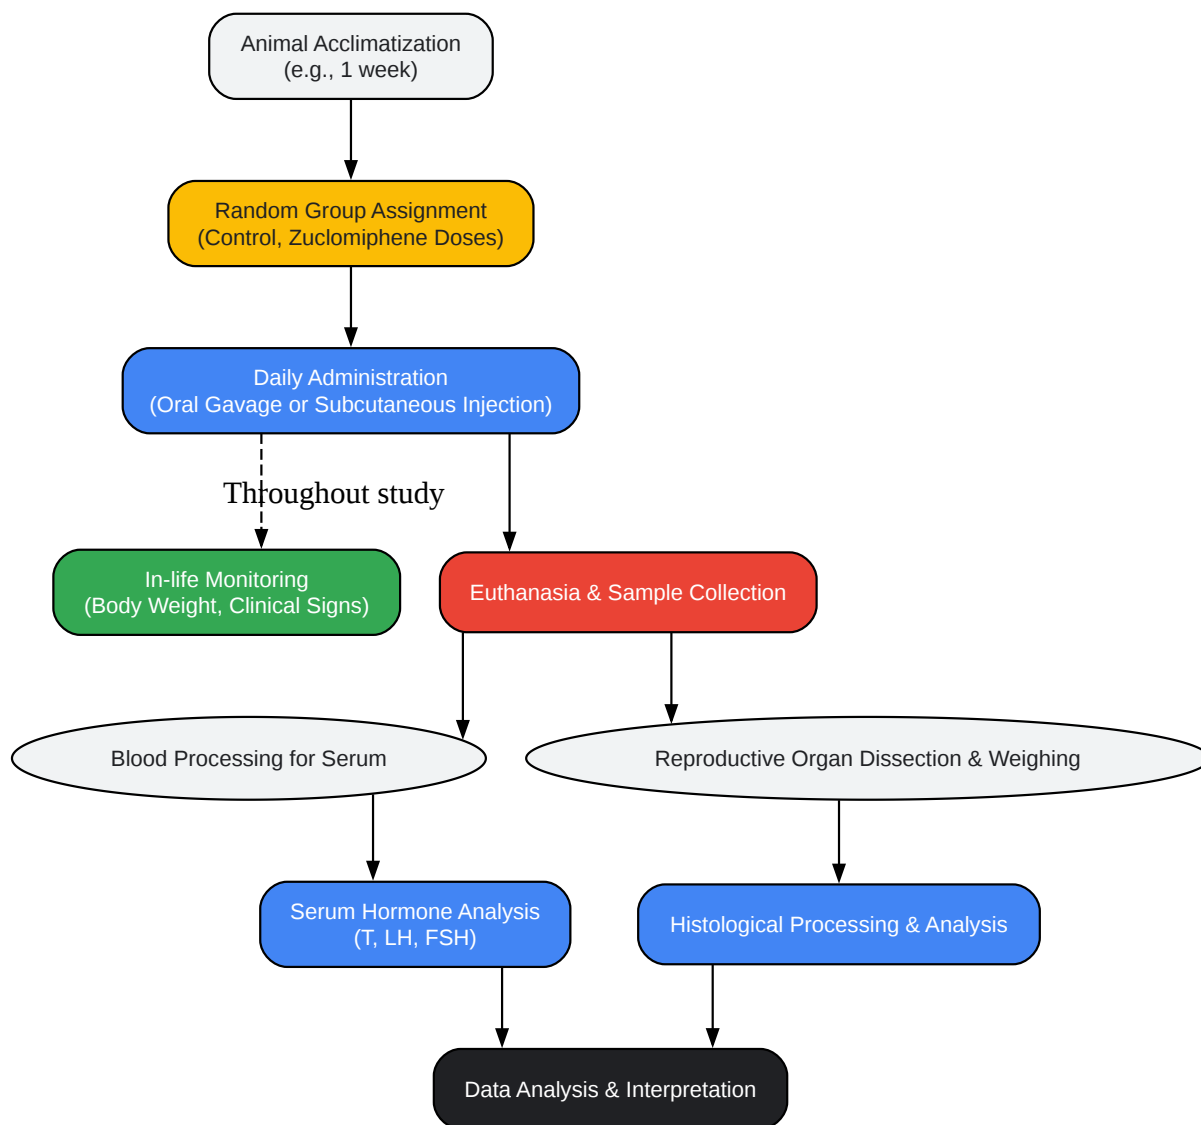 Animal Acclimatization
(e.g., 1 week)
Random Group Assignment
(Control, Zuclomiphene Doses)
Daily Administration
(Oral Gavage or Subcutaneous Injection)
Throughout study
In-life Monitoring
(Body Weight, Clinical Signs)
Euthanasia & Sample Collection
Blood Processing for Serum
Reproductive Organ Dissection & Weighing
Serum Hormone Analysis
(T, LH, FSH)
Histological Processing & Analysis
Data Analysis & Interpretation